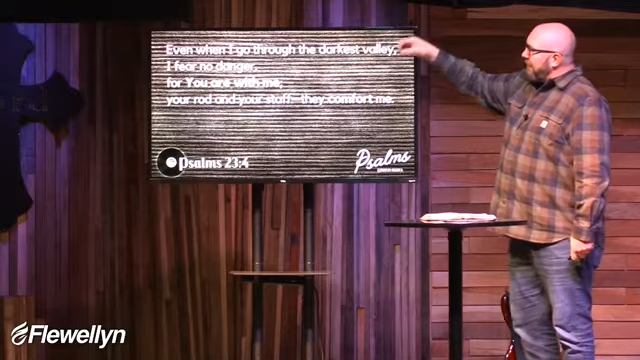 Even when I go through the darkest valley,
I fear no danger,
for You are with me;
your rod and your staff—they comfort me.
Psalms 23:4
Psalms
Flewellyn